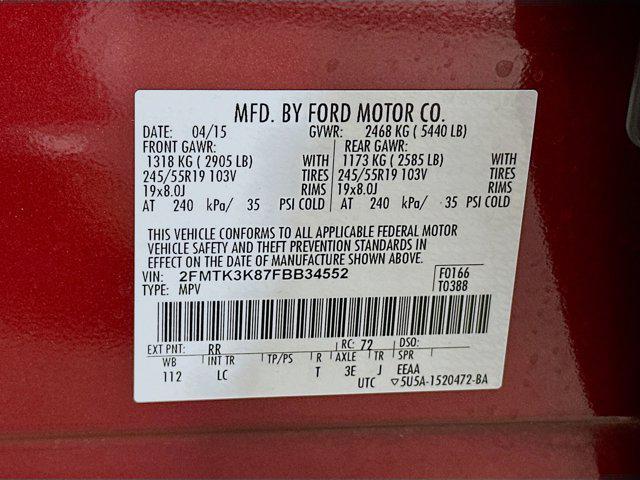 MFD. BY FORD MOTOR CO.
DATE: 04/15 GVWR: 2468 KG ( 5440 LB)
FRONT GAWR: REAR GAWR:
1318 KG ( 2905 LB) WITH 1173 KG ( 2585 LB) WITH
245/55R19 103V TIRES 245/55R19 103V TIRES
19x8.0J RIMS 19x8.0J RIMS
AT 240 kPa/ 35 PSI COLD AT 240 kPa/ 35 PSI COLD
THIS VEHICLE CONFORMS TO ALL APPLICABLE FEDERAL MOTOR
VEHICLE SAFETY AND THEFT PREVENTION STANDARDS IN
EFFECT ON THE DATE OF MANUFACTURE SHOWN ABOVE.
VIN: 2FMTK3K87FBB34552 F0166
TYPE: MPV T0388
EXT PNT: RR RC: 72 DSO:
WB INT TR TP/PS R AXLE TR SPR
112 LC T 3E J EEAA
UTC ▽5U5A-1520472-BA